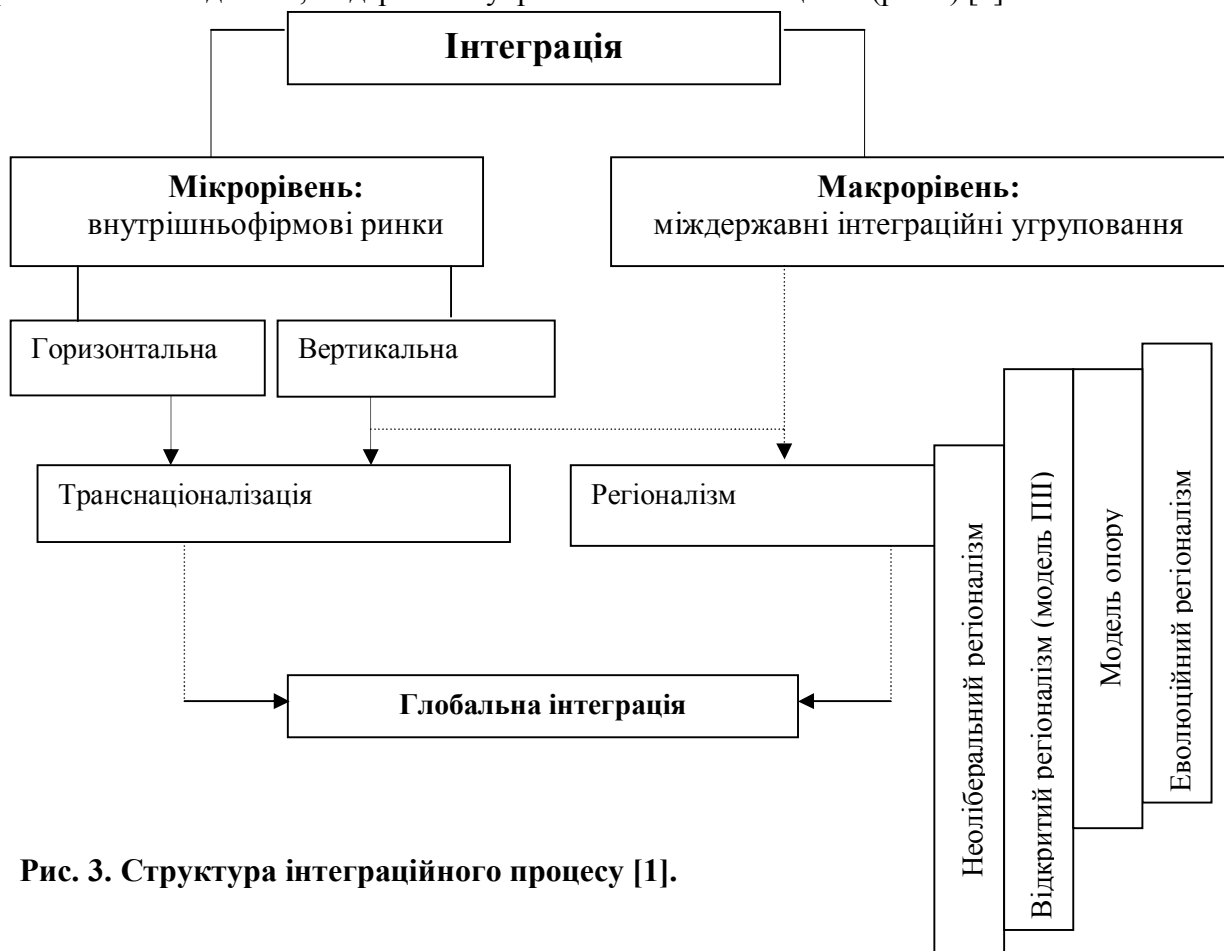 Інтеграція
Мікрорівень:
внутрішньофірмові ринки
Макрорівень:
міждержавні інтеграційні угруповання
Горизонтальна
Вертикальна
Транснаціоналізація
Регіоналізм
Неоліберальний регіоналізм
Відкритий регіоналізм (модель ПІІ)
Модель опору
Еволюційний регіоналізм
Глобальна інтеграція
Рис. 3. Структура інтеграційного процесу [1].